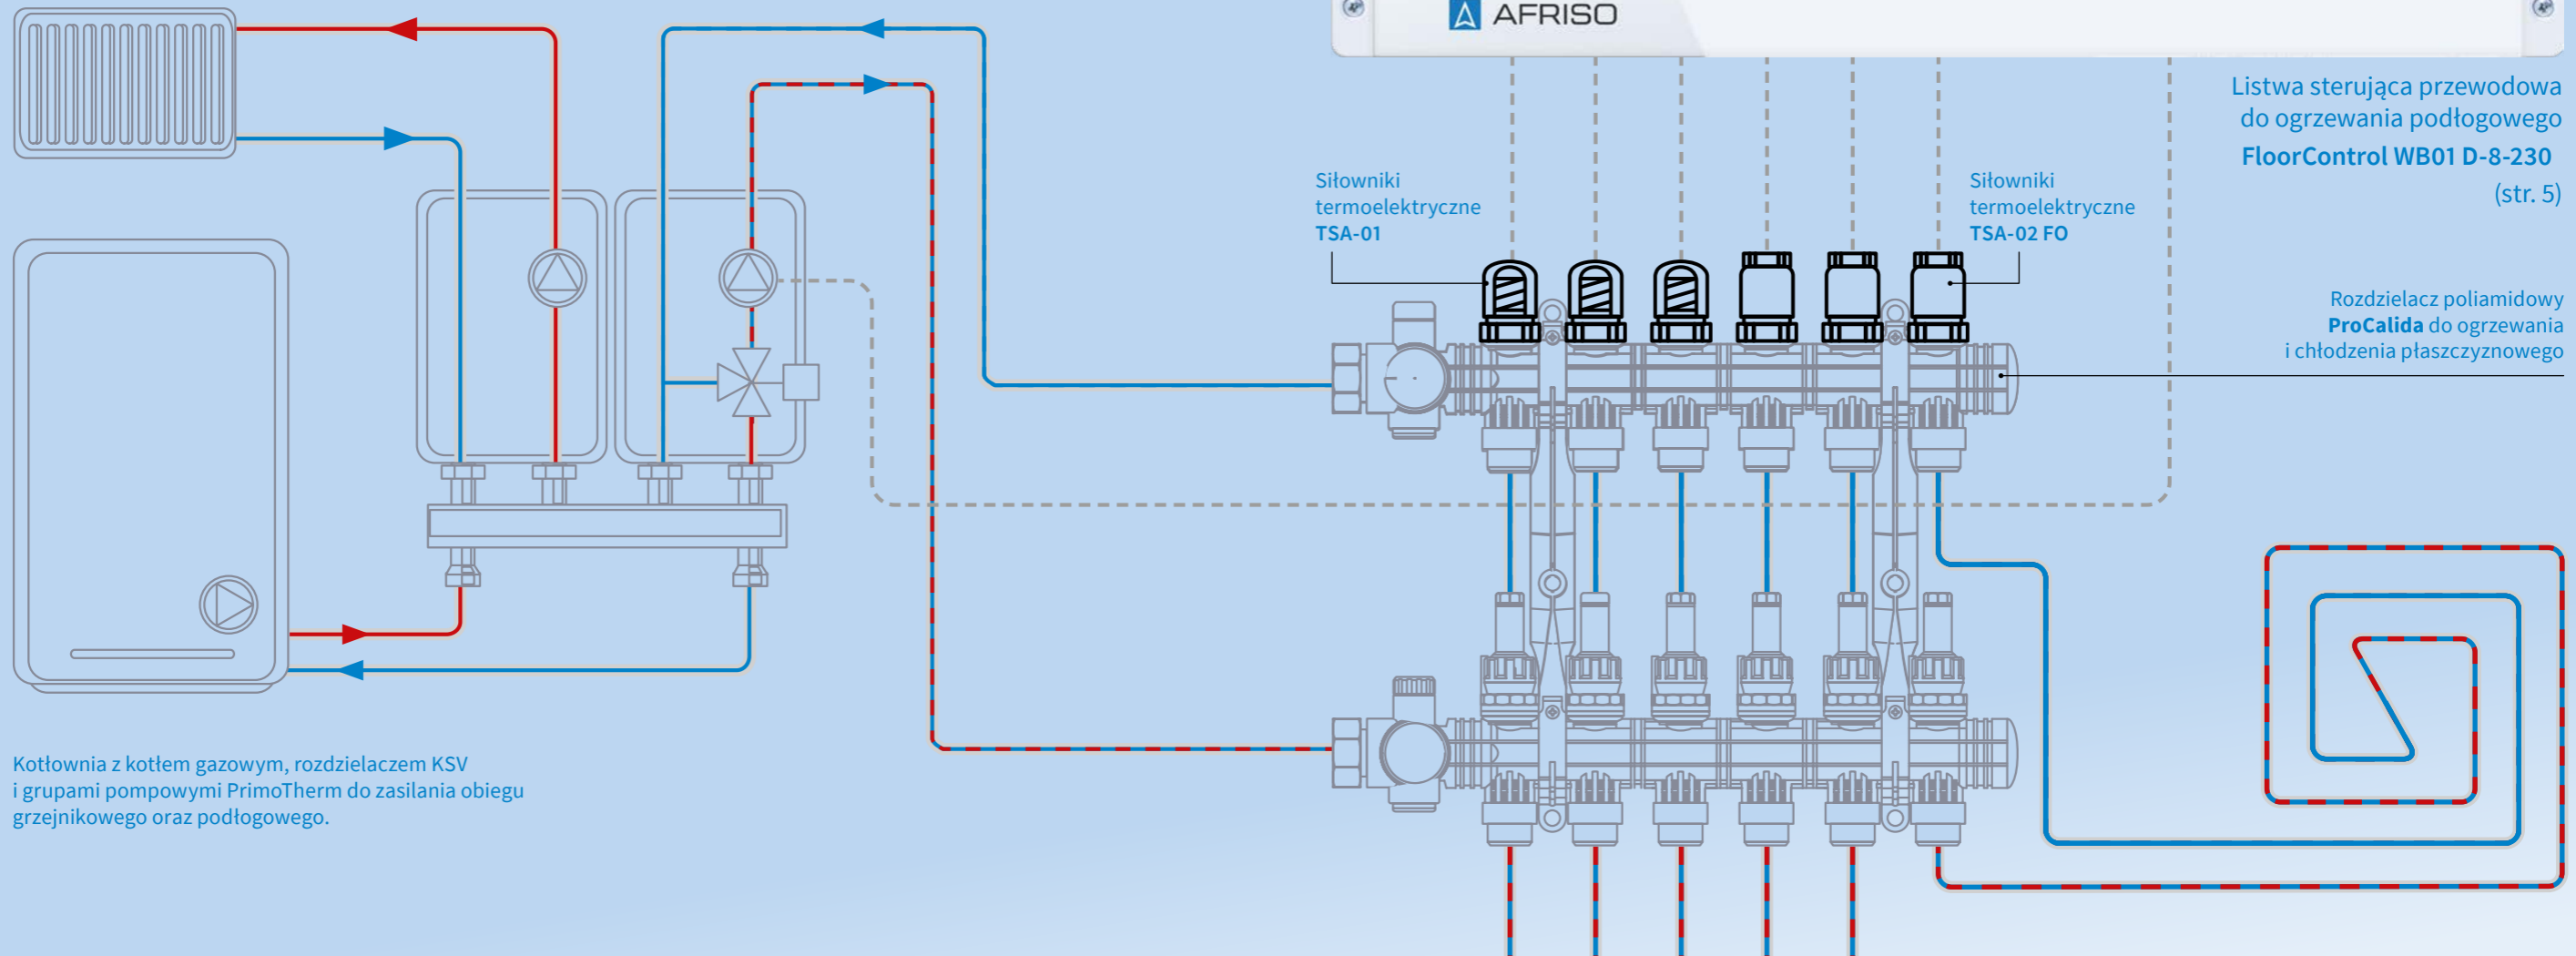 AFRISO
Listwa sterująca przewodowa
do ogrzewania podłogowego
FloorControl WB01 D-8-230
(str. 5)
Siłowniki
termoelektryczne
TSA-01
Siłowniki
termoelektryczne
TSA-02 FO
Rozdzielacz poliamidowy
ProCalida do ogrzewania
i chłodzenia płaszczyznowego
Kotłownia z kotłem gazowym, rozdzielaczem KSV
i grupami pompowymi PrimoTherm do zasilania obiegu
grzejnikowego oraz podłogowego.